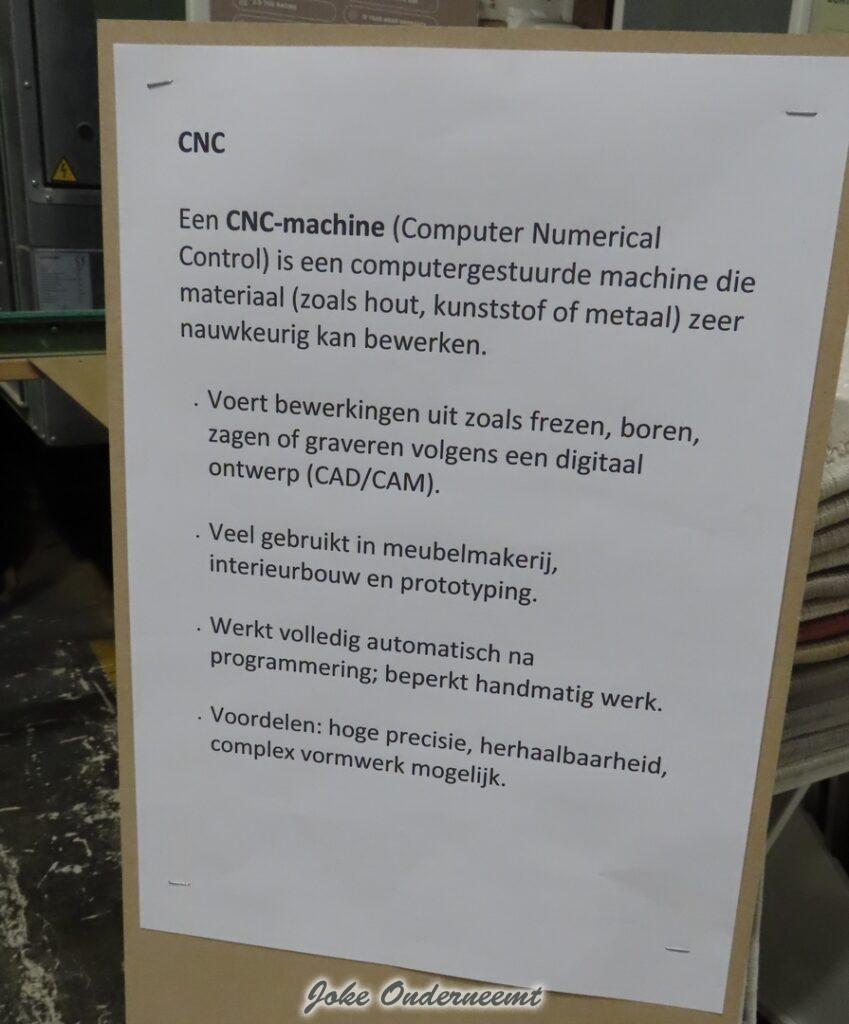 CNC
Een CNC-machine (Computer Numerical
Control) is een computergestuurde machine die
materiaal (zoals hout, kunststof of metaal) zeer
nauwkeurig kan bewerken.
. Voert bewerkingen uit zoals frezen, boren,
zagen of graveren volgens een digitaal
ontwerp (CAD/CAM).
. Veel gebruikt in meubelmakerij,
interieurbouw en prototyping.
. Werkt volledig automatisch na
programmering; beperkt handmatig werk.
. Voordelen: hoge precisie, herhaalbaarheid,
complex vormwerk mogelijk.
Joke Onderneemt